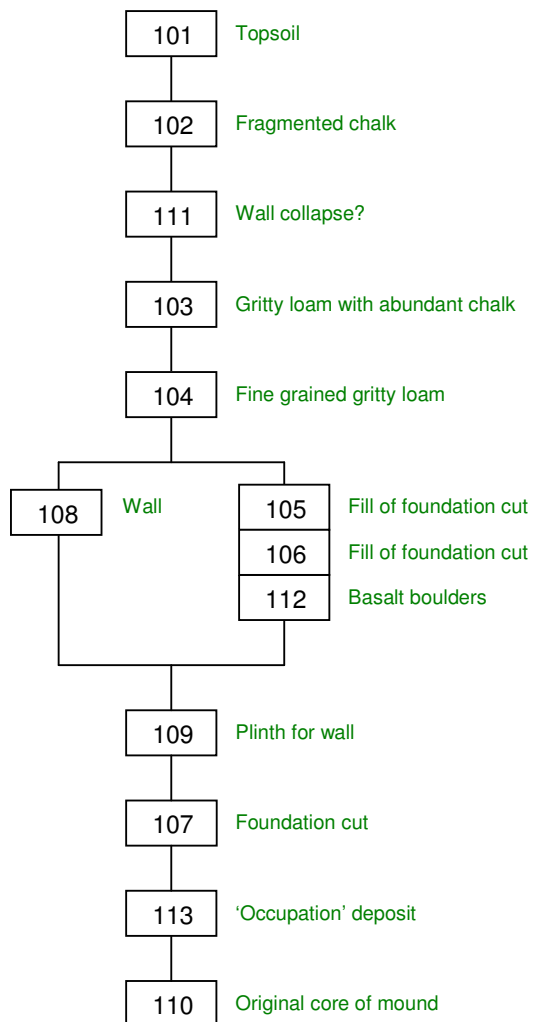 101 Topsoil
102 Fragmented chalk
111 Wall collapse?
103 Gritty loam with abundant chalk
104 Fine grained gritty loam
108 Wall
105 Fill of foundation cut
106 Fill of foundation cut
112 Basalt boulders
109 Plinth for wall
107 Foundation cut
113 ‘Occupation’ deposit
110 Original core of mound